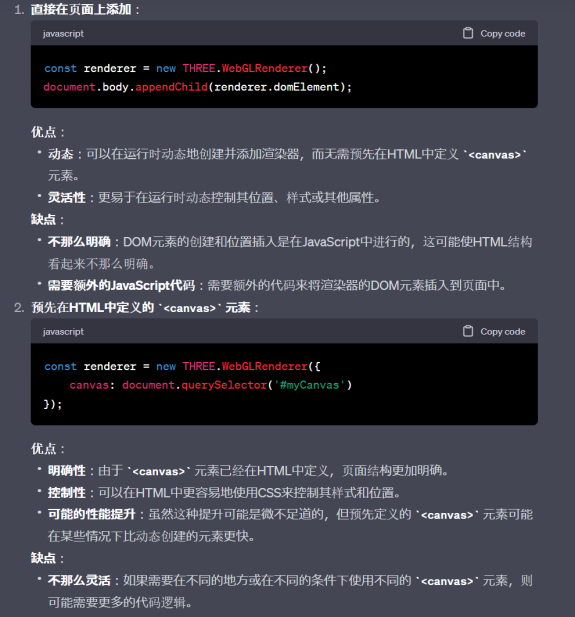 1. 直接在页面上添加：
javascript Copy code
const renderer = new THREE.WebGLRenderer();
document.body.appendChild(renderer.domElement);
优点：
• 动态：可以在运行时动态地创建并添加渲染器，而无需预先在HTML中定义 `<canvas>`
元素。
• 灵活性：更易于在运行时动态控制其位置、样式或其他属性。
缺点：
• 不那么明确：DOM元素的创建和位置插入是在JavaScript中进行的，这可能使HTML结构
看起来不那么明确。
• 需要额外的JavaScript代码：需要额外的代码来将渲染器的DOM元素插入到页面中。
2. 预先在HTML中定义的 `<canvas>` 元素：
javascript Copy code
const renderer = new THREE.WebGLRenderer({
canvas: document.querySelector('#myCanvas')
});
优点：
• 明确性：由于 `<canvas>` 元素已经在HTML中定义，页面结构更加明确。
• 控制性：可以在HTML中更容易地使用CSS来控制其样式和位置。
• 可能的性能提升：虽然这种提升可能是微不足道的，但预先定义的 `<canvas>` 元素可能
在某些情况下比动态创建的元素更快。
缺点：
• 不那么灵活：如果需要在不同的地方或在不同的条件下使用不同的 `<canvas>` 元素，则
可能需要更多的代码逻辑。